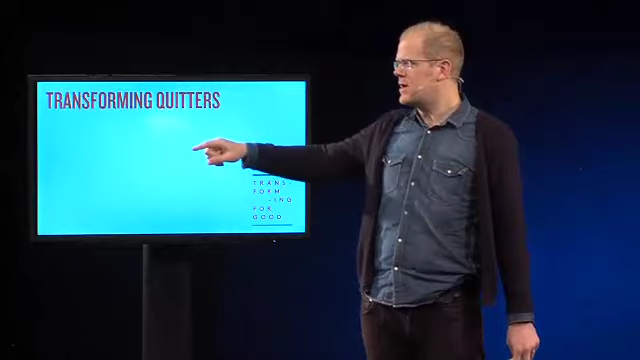 TRANSFORMING QUITTERS
TRANS-
FORM
-ING
FOR
GOOD